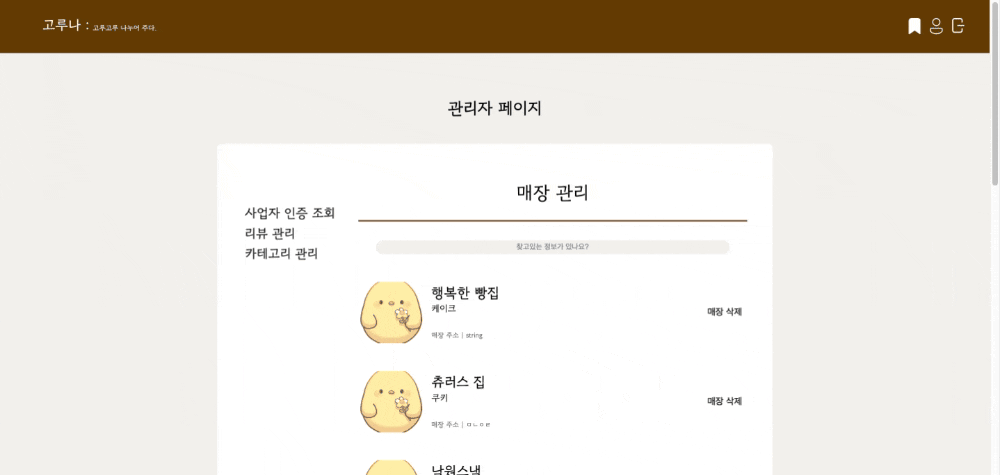 고루나 : 고루고루 나누어 주다.
관리자 페이지
사업자 인증 조회
리뷰 관리
카테고리 관리
매장 관리
찾고있는 정보가 있나요?
행복한 빵집
케이크
매장 주소 | string
매장 삭제
츄러스 집
쿠키
매장 주소 | ㅁㄴㅇㄹ
매장 삭제